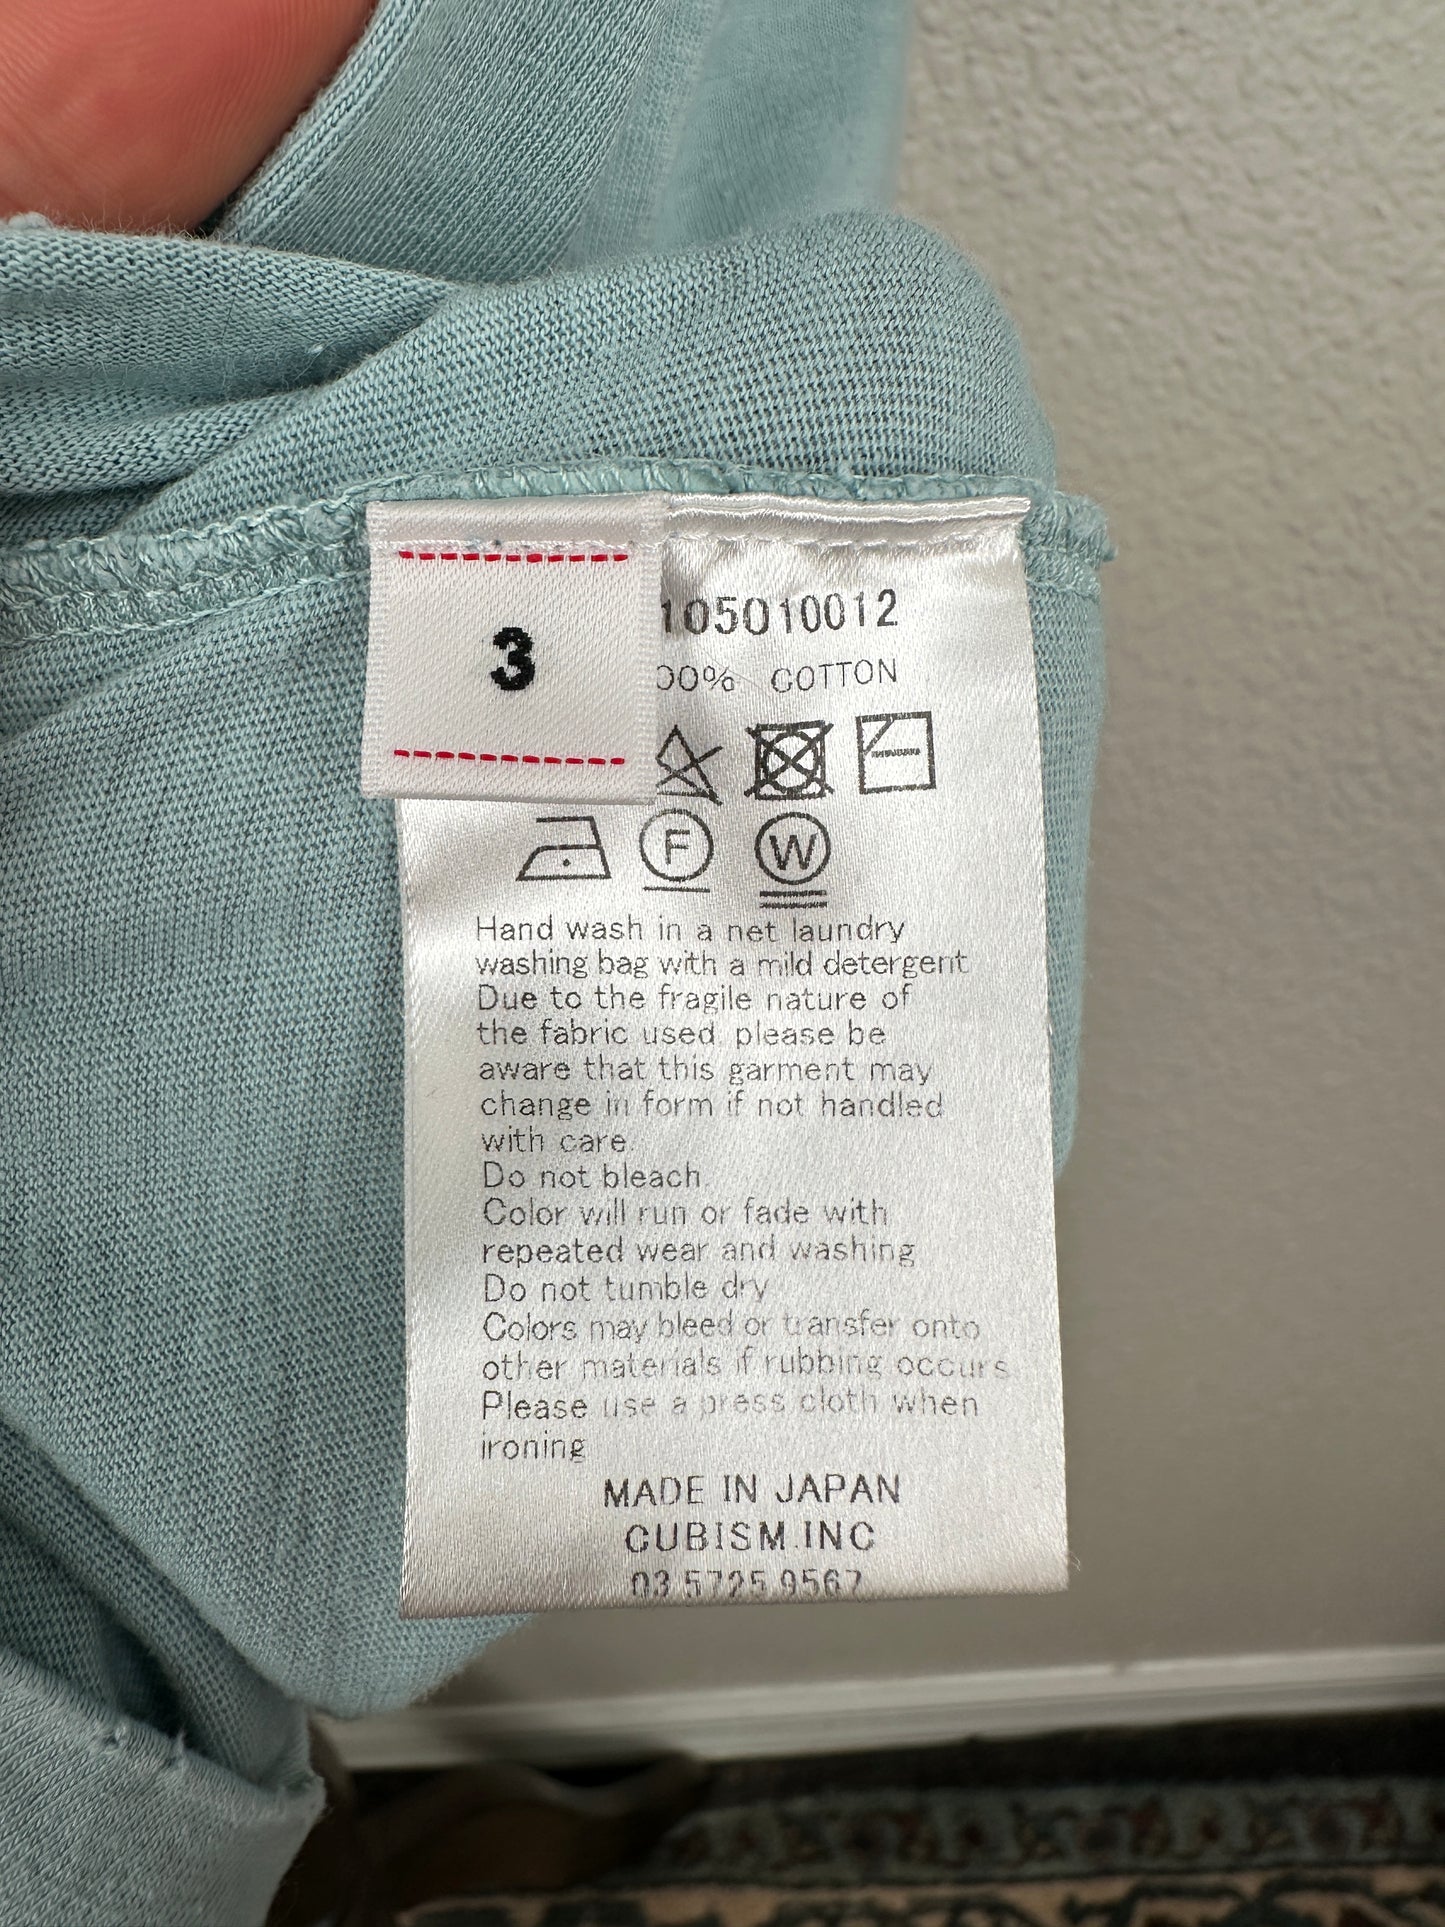 3
105010012
00% COTTON
F
W
Hand wash in a net laundry
washing bag with a mild detergent
Due to the fragile nature of
the fabric used, please be
aware that this garment may
change in form if not handled
with care.
Do not bleach.
Color will run or fade with
repeated wear and washing
Do not tumble dry
Colors may bleed or transfer onto
other materials if rubbing occurs.
Please use a press cloth when
ironing
MADE IN JAPAN
CUBISM.INC
03 5725 9567